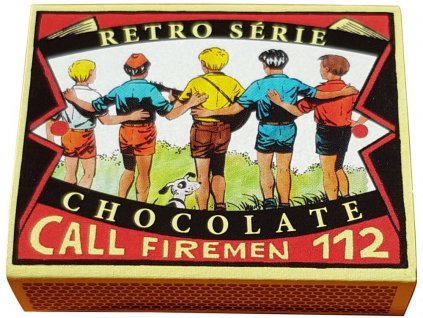 RETRO SÉRIE
CHOCOLATE
CALL FIREMEN 112